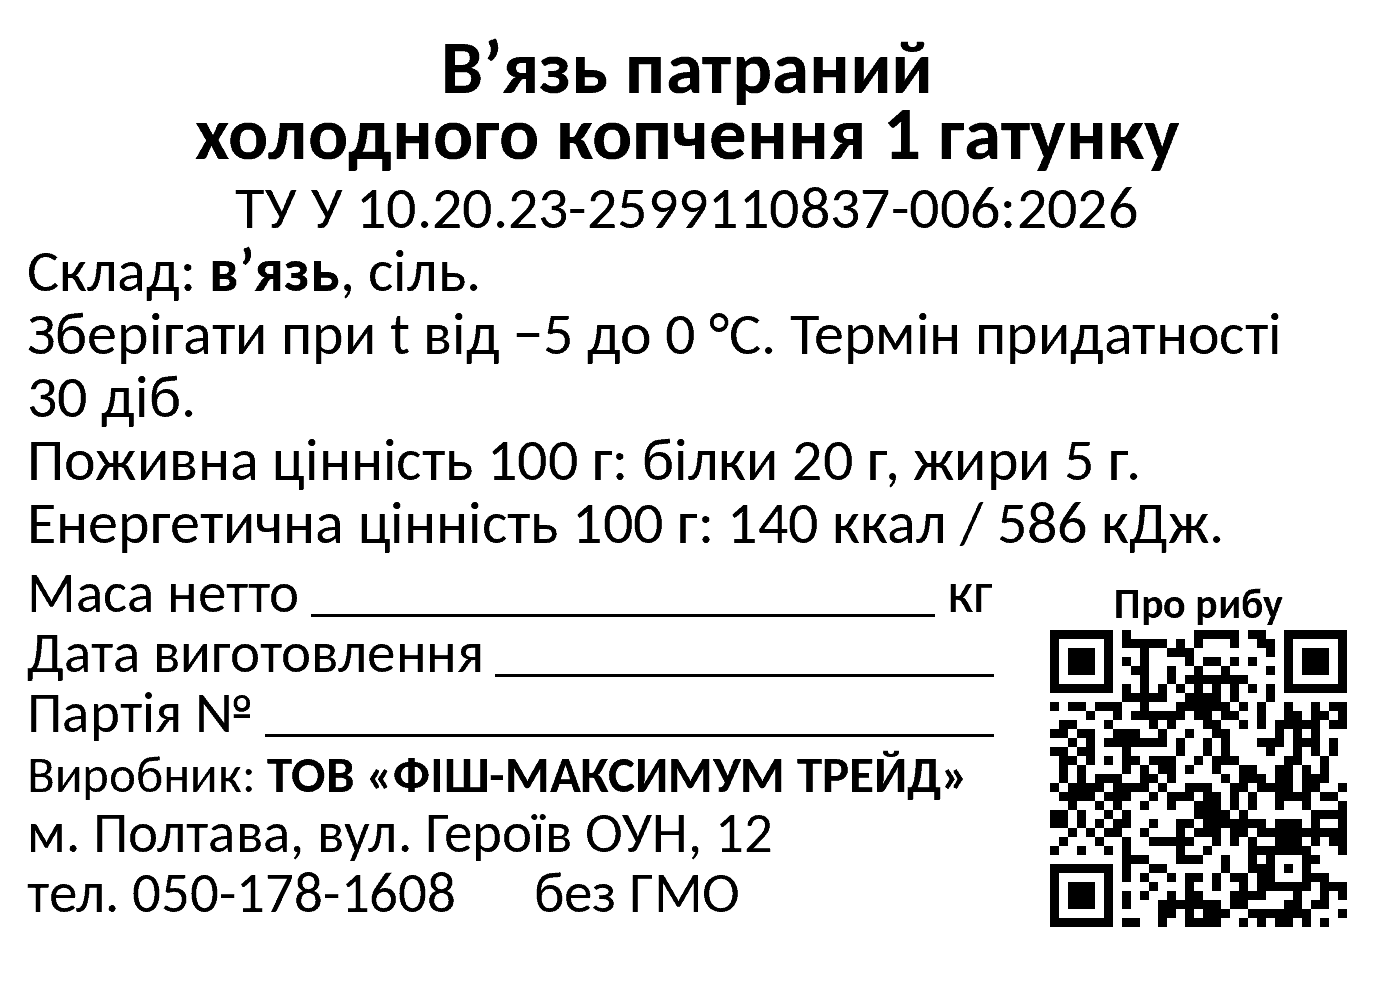 В’язь патраний
холодного копчення 1 гатунку
ТУ У 10.20.23-2599110837-006:2026
Склад: в’язь, сіль.
Зберігати при t від −5 до 0 °С. Термін придатності
30 діб.
Поживна цінність 100 г: білки 20 г, жири 5 г.
Енергетична цінність 100 г: 140 ккал / 586 кДж.
Маса нетто ____________________ кг
Дата виготовлення ________________
Партія № ________________________
Про рибу
Виробник: ТОВ «ФІШ-МАКСИМУМ ТРЕЙД»
м. Полтава, вул. Героїв ОУН, 12
тел. 050-178-1608 без ГМО